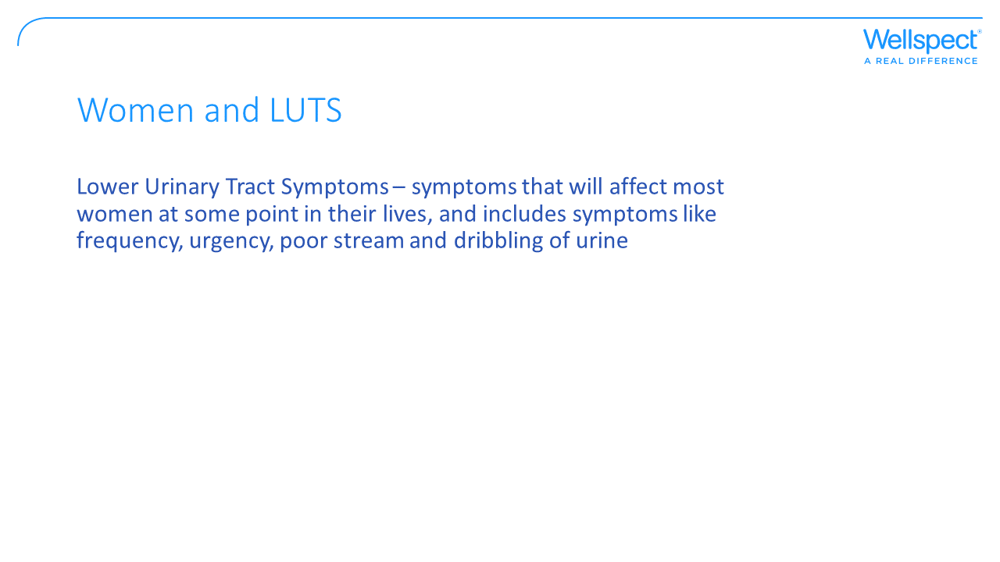 Wellspect®
A REAL DIFFERENCE
Women and LUTS
Lower Urinary Tract Symptoms – symptoms that will affect most
women at some point in their lives, and includes symptoms like
frequency, urgency, poor stream and dribbling of urine